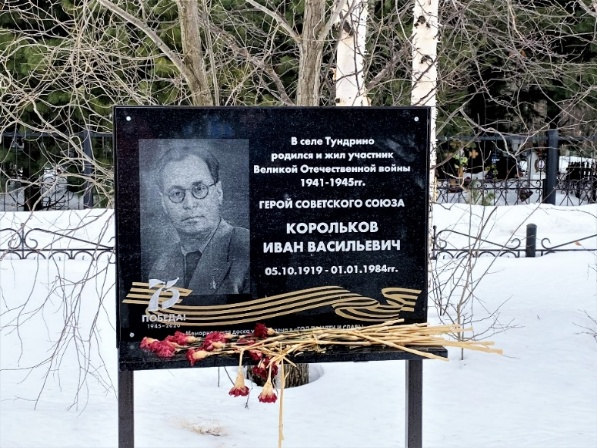 В селе Тундрино
родился и жил участник
Великой Отечественной войны
1941-1945гг.
ГЕРОЙ СОВЕТСКОГО СОЮЗА
КОРОЛЬКОВ
ИВАН ВАСИЛЬЕВИЧ
05.10.1919 - 01.01.1984гг.
75
ПОБЕДА!
1945-2020